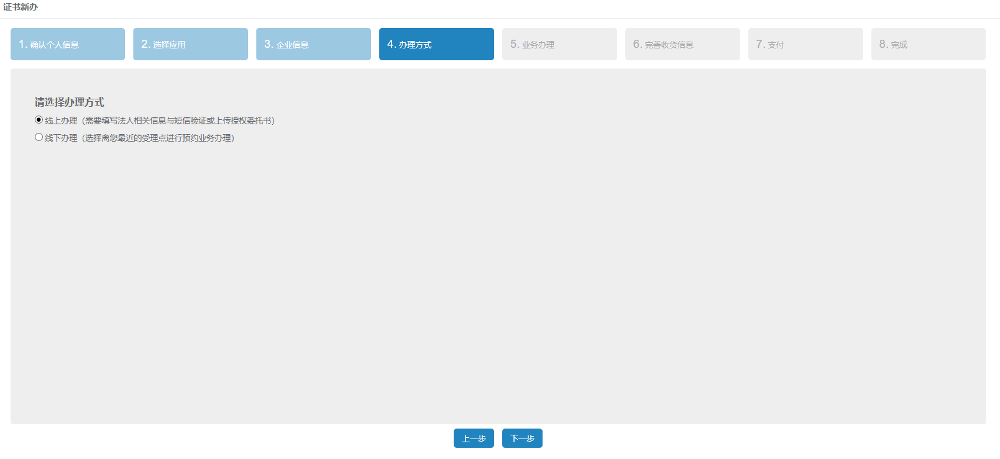 证书新办
1. 确认个人信息
2. 选择应用
3. 企业信息
4. 办理方式
5. 业务办理
6. 完善收货信息
7. 支付
8. 完成
请选择办理方式
线上办理（需要填写法人相关信息与短信验证或上传授权委托书）
线下办理（选择离您最近的受理点进行预约业务办理）
上一步
下一步